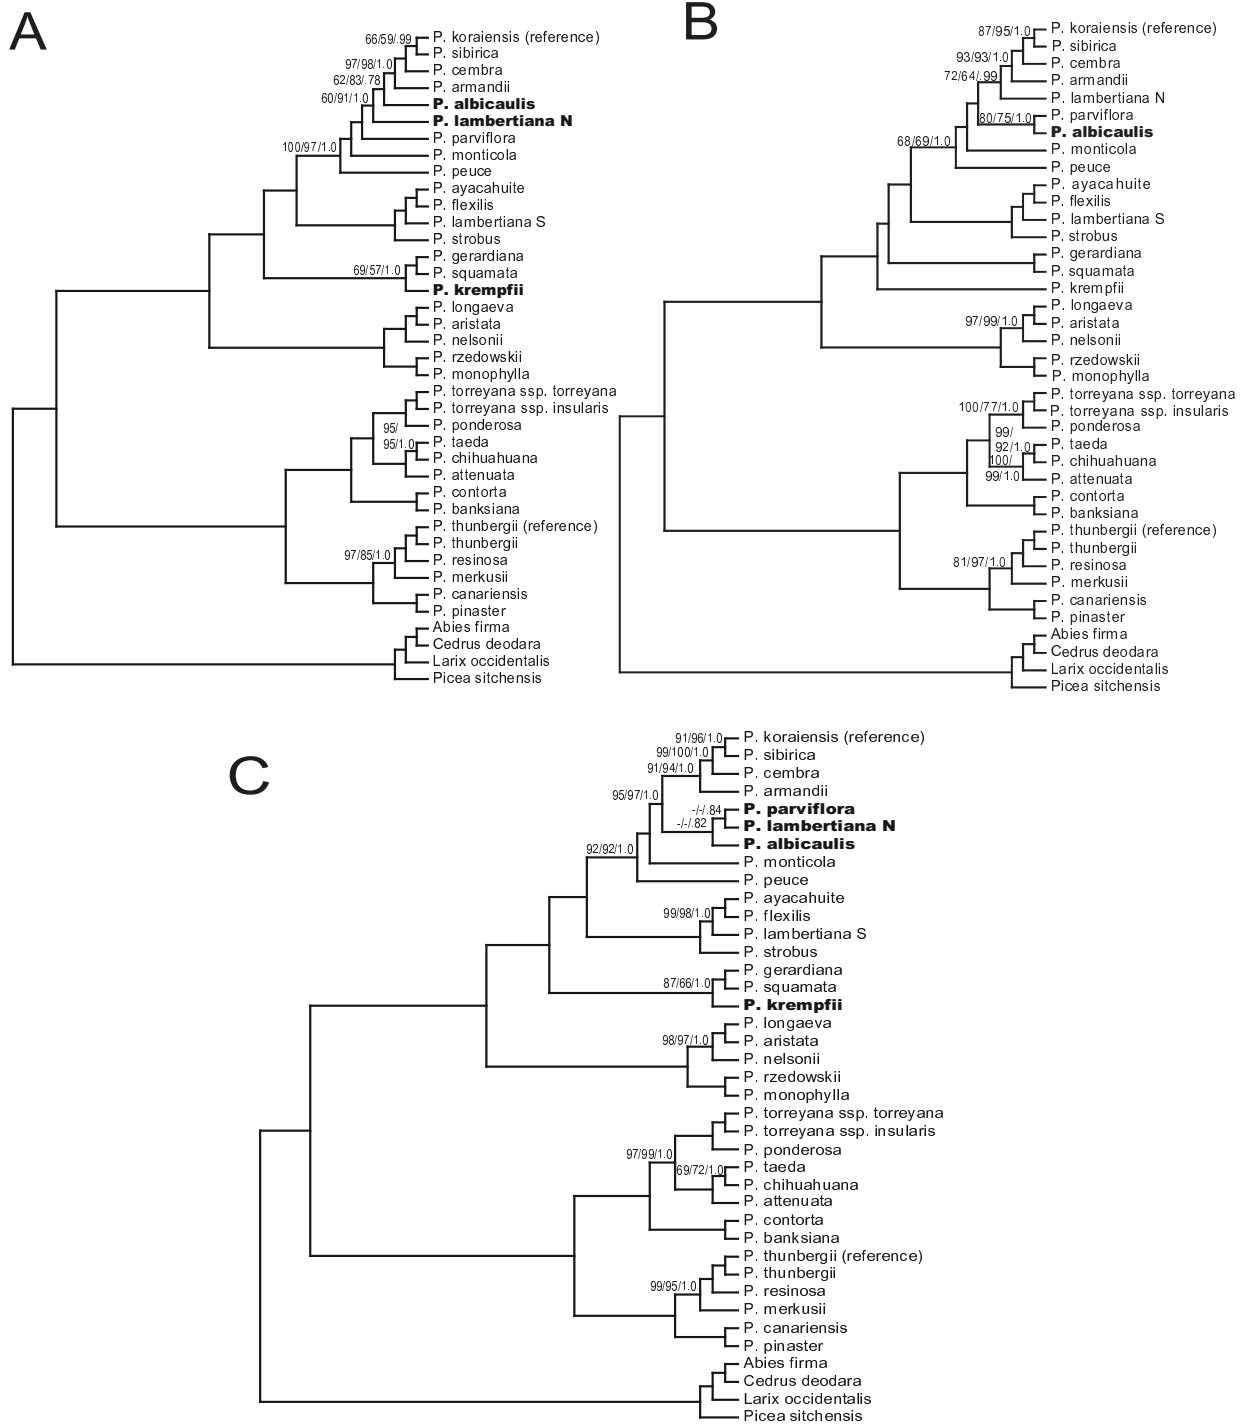 A
66/59/.99
P. koraiensis (reference)
P. sibirica
97/98/1.0
P. cembra
62/83/.78
P. armandii
60/91/1.0
P. albicaulis
P. lambertiana N
P. parviflora
100/97/1.0
P. monticola
P. peuce
P. ayacahuite
P. flexilis
P. lambertiana S
P. strobus
P. gerardiana
69/57/1.0
P. squamata
P. krempfii
P. longaeva
P. aristata
P. nelsonii
P. rzedowskii
P. monophylla
P. torreyana ssp. torreyana
P. torreyana ssp. insularis
P. ponderosa
95/
95/1.0
P. taeda
P. chihuahuana
P. attenuata
P. contorta
P. banksiana
P. thunbergii (reference)
P. thunbergii
97/85/1.0
P. resinosa
P. merkusii
P. canariensis
P. pinaster
Abies firma
Cedrus deodara
Larix occidentalis
Picea sitchensis
B
87/95/1.0
P. koraiensis (reference)
P. sibirica
93/93/1.0
P. cembra
72/64/.99
P. armandii
P. lambertiana N
P. parviflora
80/75/1.0
P. albicaulis
68/69/1.0
P. monticola
P. peuce
P. ayacahuite
P. flexilis
P. lambertiana S
P. strobus
P. gerardiana
P. squamata
P. krempfii
P. longaeva
97/99/1.0
P. aristata
P. nelsonii
P. rzedowskii
P. monophylla
P. torreyana ssp. torreyana
100/77/1.0
P. torreyana ssp. insularis
P. ponderosa
99/
92/1.0
P. taeda
100/
99/1.0
P. chihuahuana
P. attenuata
P. contorta
P. banksiana
P. thunbergii (reference)
P. thunbergii
81/97/1.0
P. resinosa
P. merkusii
P. canariensis
P. pinaster
Abies firma
Cedrus deodara
Larix occidentalis
Picea sitchensis
C
91/96/1.0
P. koraiensis (reference)
99/100/1.0
P. sibirica
91/94/1.0
P. cembra
P. armandii
95/97/1.0
-/-/.84
P. parviflora
-/-/.82
P. lambertiana N
P. albicaulis
92/92/1.0
P. monticola
P. peuce
P. ayacahuite
99/98/1.0
P. flexilis
P. lambertiana S
P. strobus
P. gerardiana
87/66/1.0
P. squamata
P. krempfii
P. longaeva
98/97/1.0
P. aristata
P. nelsonii
P. rzedowskii
P. monophylla
P. torreyana ssp. torreyana
P. torreyana ssp. insularis
97/99/1.0
P. ponderosa
69/72/1.0
P. taeda
P. chihuahuana
P. attenuata
P. contorta
P. banksiana
P. thunbergii (reference)
P. thunbergii
99/95/1.0
P. resinosa
P. merkusii
P. canariensis
P. pinaster
Abies firma
Cedrus deodara
Larix occidentalis
Picea sitchensis